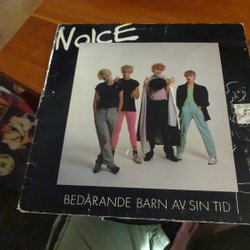 NOICE
BEDÅRANDE BARN AV SIN TID